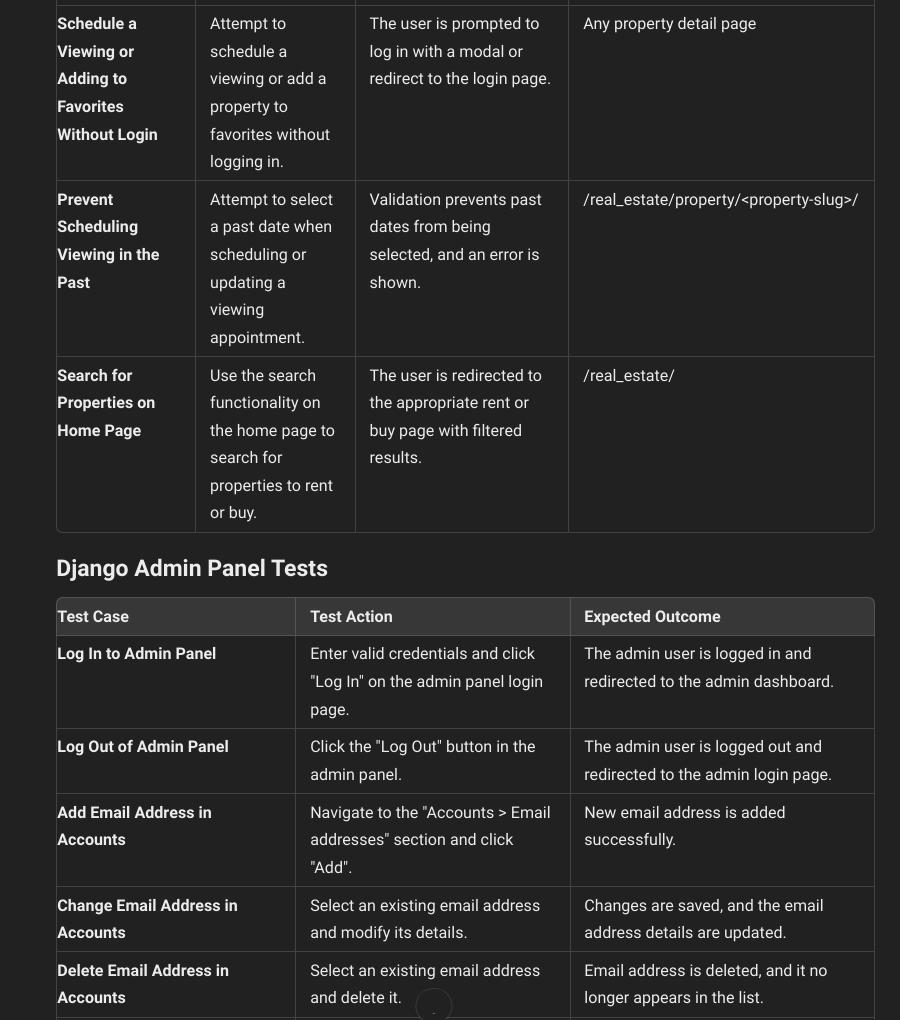 Schedule a
Viewing or
Adding to
Favorites
Without Login
Attempt to
schedule a
viewing or add a
property to
favorites without
logging in.
The user is prompted to
log in with a modal or
redirect to the login page.
Any property detail page
Prevent
Scheduling
Viewing in the
Past
Attempt to select
a past date when
scheduling or
updating a
viewing
appointment.
Validation prevents past
dates from being
selected, and an error is
shown.
/real_estate/property/<property-slug>/
Search for
Properties on
Home Page
Use the search
functionality on
the home page to
search for
properties to rent
or buy.
The user is redirected to
the appropriate rent or
buy page with filtered
results.
/real_estate/
Django Admin Panel Tests
Test Case
Test Action
Expected Outcome
Log In to Admin Panel
Enter valid credentials and click
"Log In" on the admin panel login
page.
The admin user is logged in and
redirected to the admin dashboard.
Log Out of Admin Panel
Click the "Log Out" button in the
admin panel.
The admin user is logged out and
redirected to the admin login page.
Add Email Address in
Accounts
Navigate to the "Accounts > Email
addresses" section and click
"Add".
New email address is added
successfully.
Change Email Address in
Accounts
Select an existing email address
and modify its details.
Changes are saved, and the email
address details are updated.
Delete Email Address in
Accounts
Select an existing email address
and delete it.
Email address is deleted, and it no
longer appears in the list.